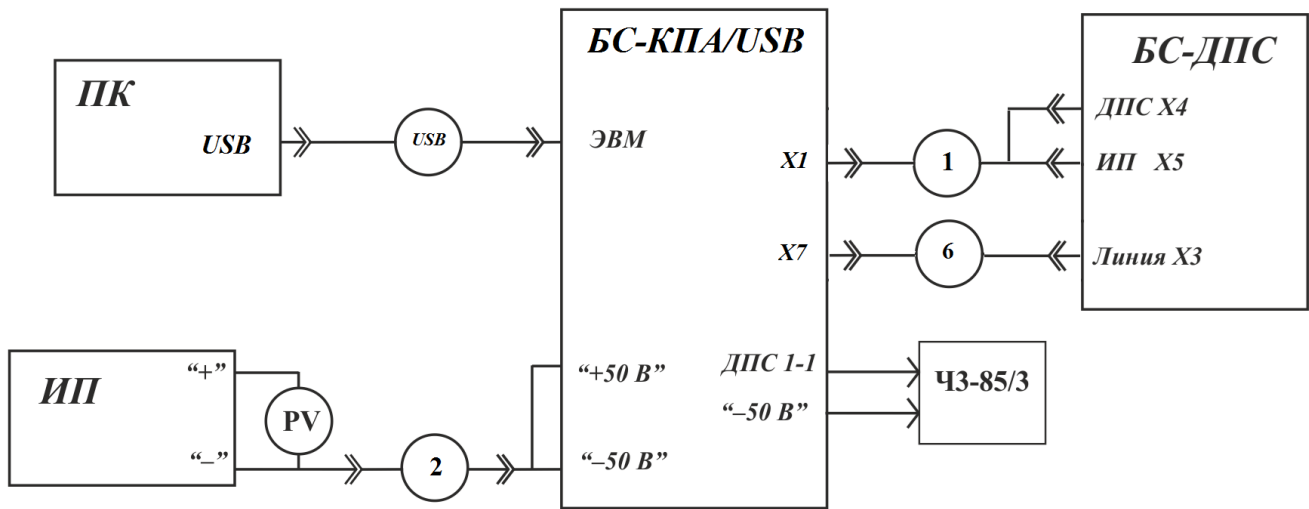 БС-КПА/USB
БС-ДПС
ПК
USB
USB
ЭВМ
X1
1
ДПС X4
ИП X5
X7
6
Линия X3
ИП
“+”
“–”
PV
2
“+50 В”
“–50 В”
ДПС 1-1
“–50 В”
ЧЗ-85/3